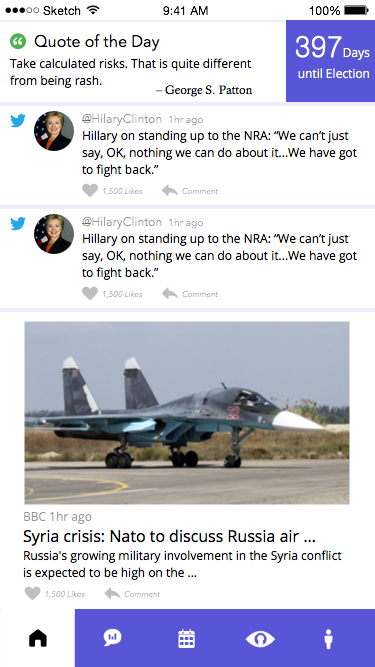 Sketch 9:41 AM 100%
Quote of the Day
Take calculated risks. That is quite different
from being rash.
– George S. Patton
397 Days
until Election
@HilaryClinton 1hr ago
Hillary on standing up to the NRA: “We can’t just
say, OK, nothing we can do about it...We have got
to fight back.”
1,500 Likes Comment
@HilaryClinton 1hr ago
Hillary on standing up to the NRA: “We can’t just
say, OK, nothing we can do about it...We have got
to fight back.”
1,500 Likes Comment
BBC 1hr ago
Syria crisis: Nato to discuss Russia air ...
Russia's growing military involvement in the Syria conflict
is expected to be high on the ...
1,500 Likes Comment